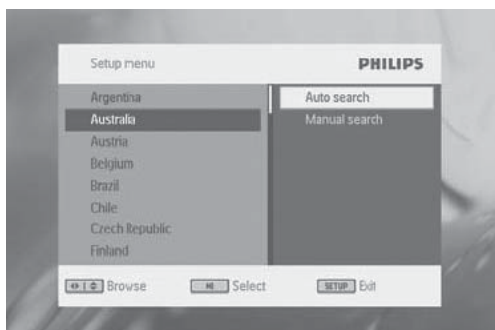 Setup menu
PHILIPS
Argentina
Australia
Austria
Belgium
Brazil
Chile
Czech Republic
Finland
Auto search
Manual search
Browse
Select
SETUP Exit